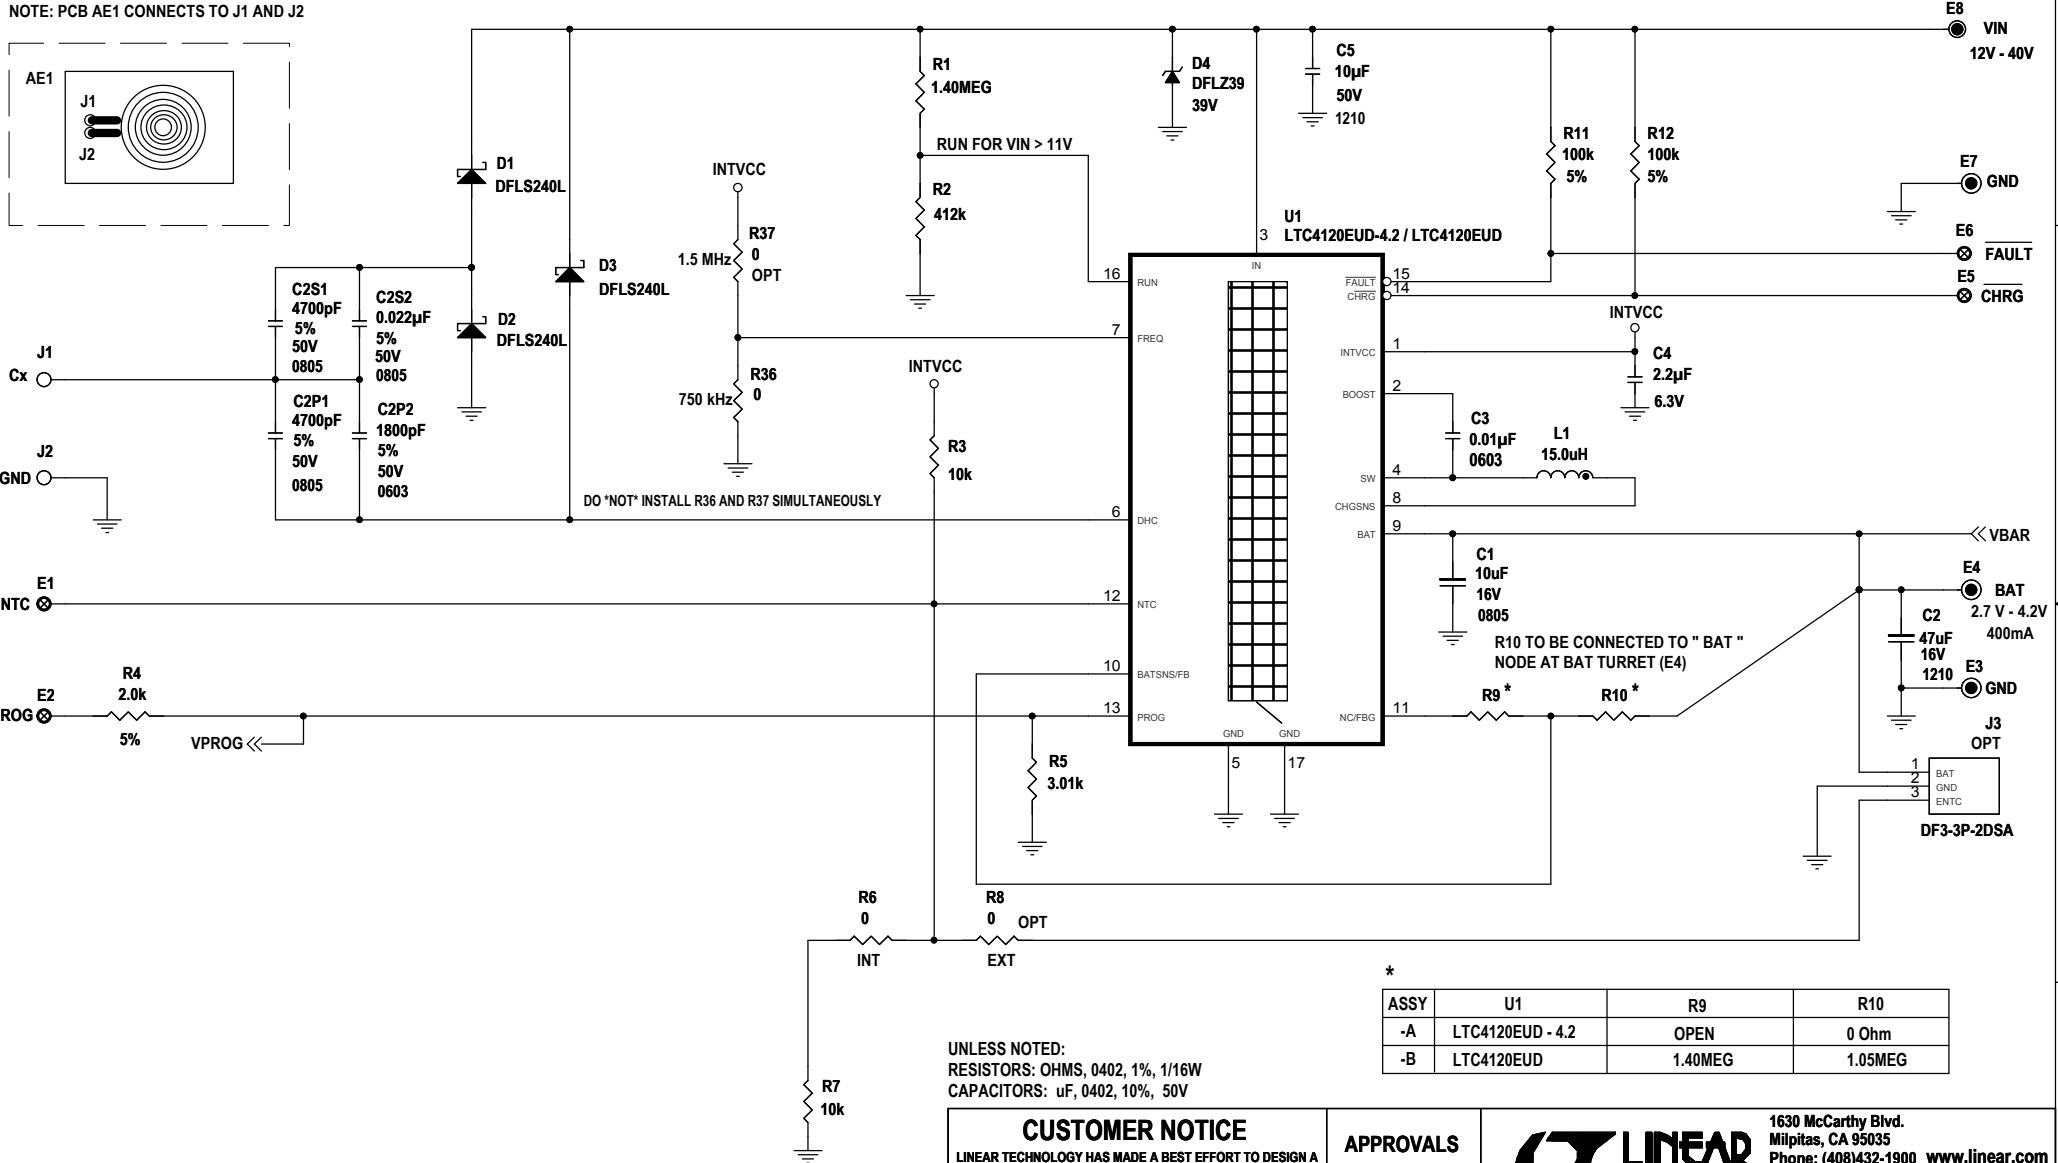 NOTE: PCB AE1 CONNECTS TO J1 AND J2
AE1
J1
J2
E8
VIN
12V - 40V
R1
1.40MEG
D4
DFLZ39
39V
C5
10µF
50V
1210
RUN FOR VIN > 11V
R11
100k
5%
R12
100k
5%
D1
DFLS240L
INTVCC
R2
412k
E7
GND
R37
0
OPT
1.5 MHz
U1
LTC4120EUD-4.2 / LTC4120EUD
E6
FAULT
E5
CHRG
D3
DFLS240L
C2S1
4700pF
5%
50V
0805
C2S2
0.022µF
5%
50V
0805
D2
DFLS240L
3
IN
16
RUN
FAULT
15
CHRG
14
7
FREQ
INTVCC
1
INTVCC
C4
2.2µF
6.3V
J1
Cx
R36
0
750 kHz
INTVCC
BOOST
2
C3
0.01µF
0603
L1
15.0uH
C2P1
4700pF
5%
50V
0805
C2P2
1800pF
5%
50V
0603
R3
10k
J2
GND
SW
4
CHGSNS
8
DO *NOT* INSTALL R36 AND R37 SIMULTANEOUSLY
6
DHC
BAT
9
VBAR
C1
10uF
16V
0805
E4
BAT
2.7 V - 4.2V
400mA
E1
NTC
12
NTC
C2
47uF
16V
1210
R10 TO BE CONNECTED TO " BAT "
NODE AT BAT TURRET (E4)
10
BATSNS/FB
E3
GND
R4
2.0k
5%
E2
ROG
VPROG
13
PROG
NC/FBG
11
R9 *
R10 *
GND
GND
5
17
R5
3.01k
J3
OPT
1
BAT
2
GND
3
ENTC
DF3-3P-2DSA
R6
0
INT
R8
0
OPT
EXT
R7
10k
*
ASSY U1 R9 R10
-A LTC4120EUD - 4.2 OPEN 0 Ohm
-B LTC4120EUD 1.40MEG 1.05MEG
UNLESS NOTED:
RESISTORS: OHMS, 0402, 1%, 1/16W
CAPACITORS: uF, 0402, 10%, 50V
CUSTOMER NOTICE
LINEAR TECHNOLOGY HAS MADE A BEST EFFORT TO DESIGN A
APPROVALS
LINEAR
1630 McCarthy Blvd.
Milpitas, CA 95035
Phone: (408)432-1900 www.linear.com